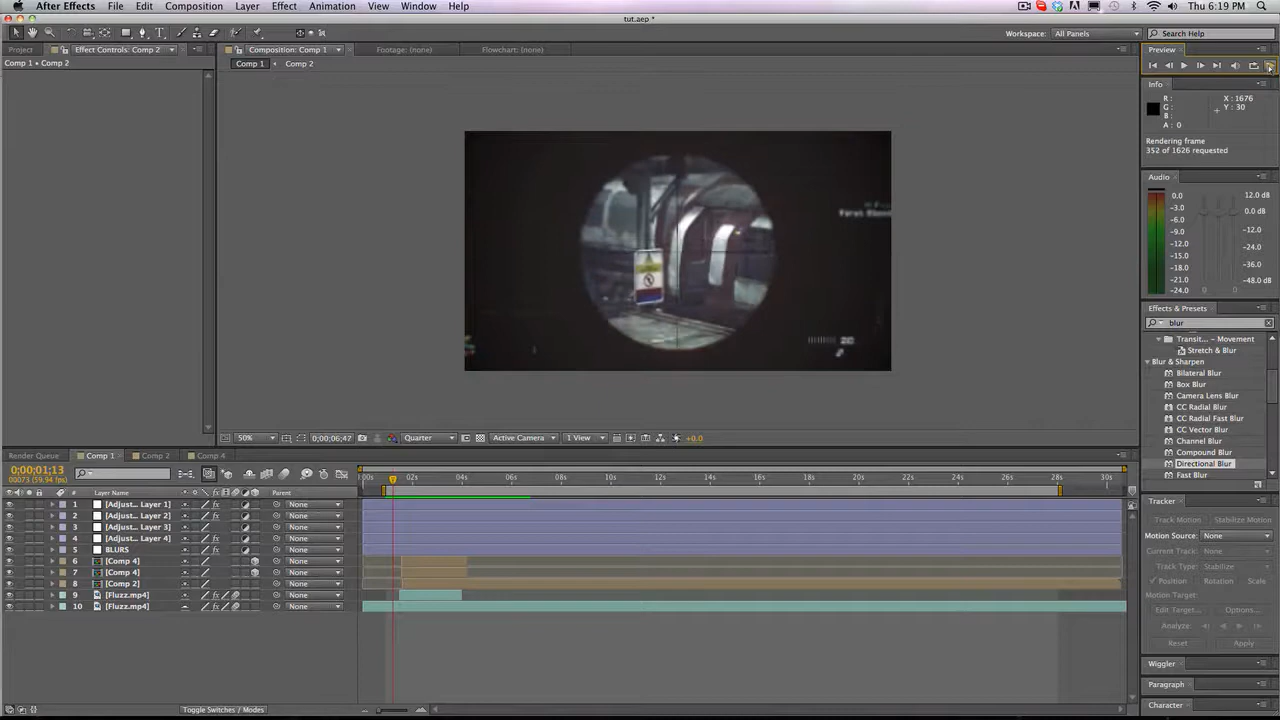 After Effects File Edit Composition Layer Effect Animation View Window Help Thu 6:19 PM
tut.aep *
Workspace: All Panels Search Help
Project Effect Controls: Comp 2 Composition: Comp 1 Footage: (none) Flowchart: (none) Preview
Comp 1 • Comp 2 Comp 1 Comp 2
Info
R: X: 1676
G: Y: 30
B:
A: 0
Rendering frame
352 of 1626 requested
Audio
0.0 12.0 dB
-3.0
-6.0 0.0 dB
-9.0
-12.0 -12.0
-15.0 -24.0
-18.0
-21.0 -36.0
-24.0 0 0 -48.0 dB
Effects & Presets
blur
Transit... – Movement
Stretch & Blur
Blur & Sharpen
Bilateral Blur
Box Blur
Camera Lens Blur
CC Radial Blur
CC Radial Fast Blur
CC Vector Blur
Channel Blur
Compound Blur
Directional Blur
Fast Blur
50% 0;00;06;47 Quarter Active Camera 1 View +0.0
Render Queue Comp 1 Comp 2 Comp 4
0;00;01;13
00073 (59.94 fps)
:00s 02s 04s 06s 08s 10s 12s 14s 16s 18s 20s 22s 24s 26s 28s 30s
# Layer Name Parent
1 [Adjust... Layer 1] None
2 [Adjust... Layer 2] None
3 [Adjust... Layer 3] None
4 [Adjust... Layer 4] None
5 BLURS None
6 [Comp 4] None
7 [Comp 4] None
8 [Comp 2] None
9 [Fluzz.mp4] None
10 [Fluzz.mp4] None
Toggle Switches / Modes
Tracker
Track Motion Stabilize Motion
Motion Source: None
Current Track: None
Track Type: Stabilize
Position Rotation Scale
Motion Target:
Edit Target... Options...
Analyze:
Reset Apply
Wiggler
Paragraph
Character